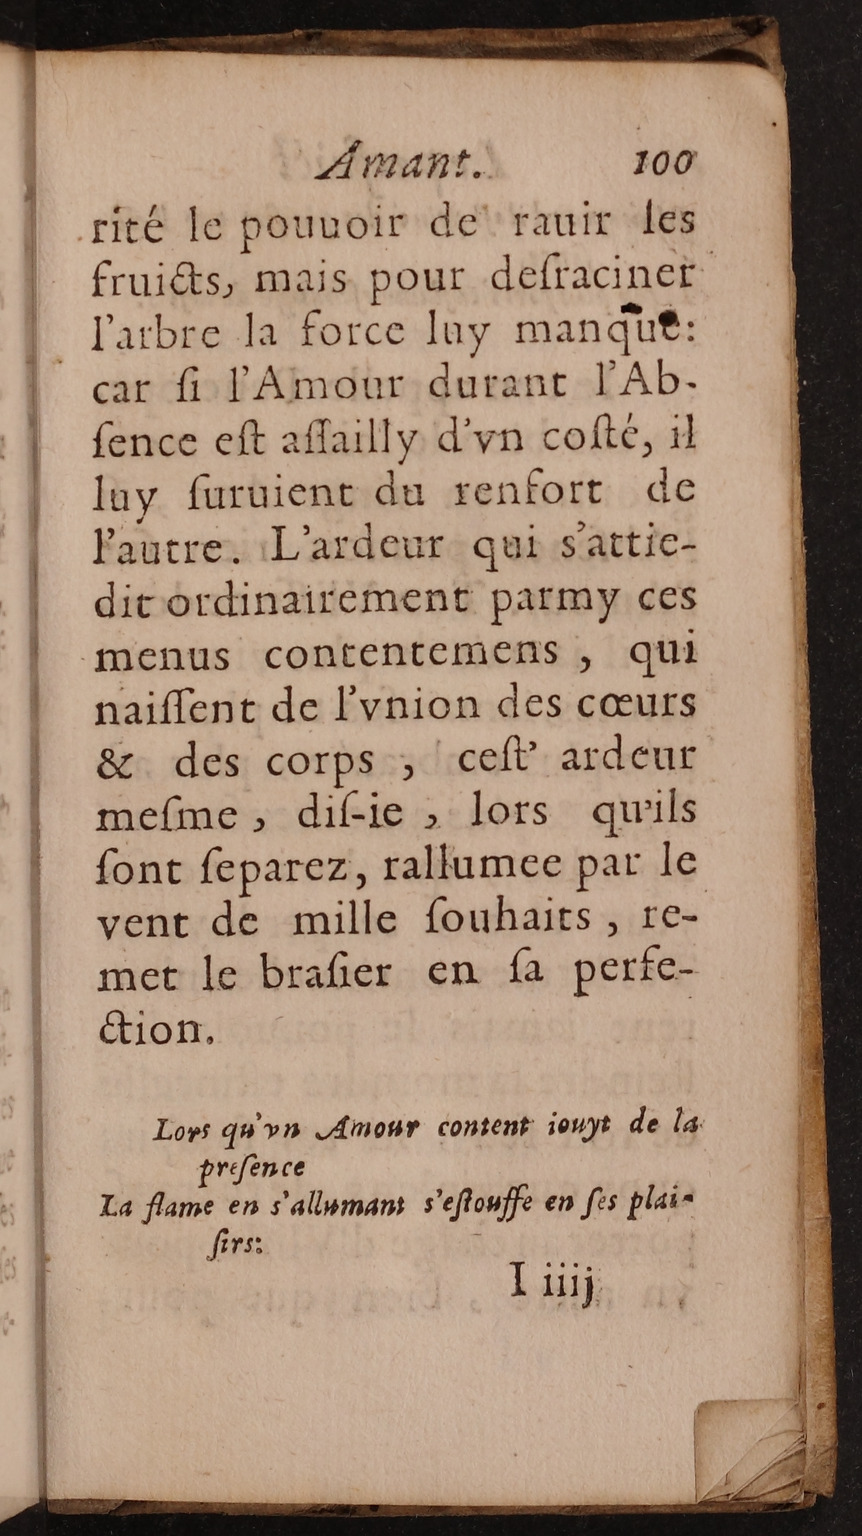 Amant. 100
rité le pouuoir de rauir les
fruicts, mais pour deſraciner
l'arbre la force luy manque:
car ſi l'Amour durant l'Ab-
ſence eſt aſſailly d'vn coſté, il
luy ſuruient du renfort de
l'autre. L'ardeur qui s'attie-
dit ordinairement parmy ces
menus contentemens, qui
naiſſent de l'vnion des cœurs
& des corps, ceſt' ardeur
meſme, diſ-ie, lors qu'ils
ſont ſeparez, rallumee par le
vent de mille ſouhaits, re-
met le braſier en ſa perfe-
ction.
Lors qu'vn Amour content iouyt de la
preſence
La flame en s'allumant s'eſtouffe en ſes plai-
ſirs:
I iiij